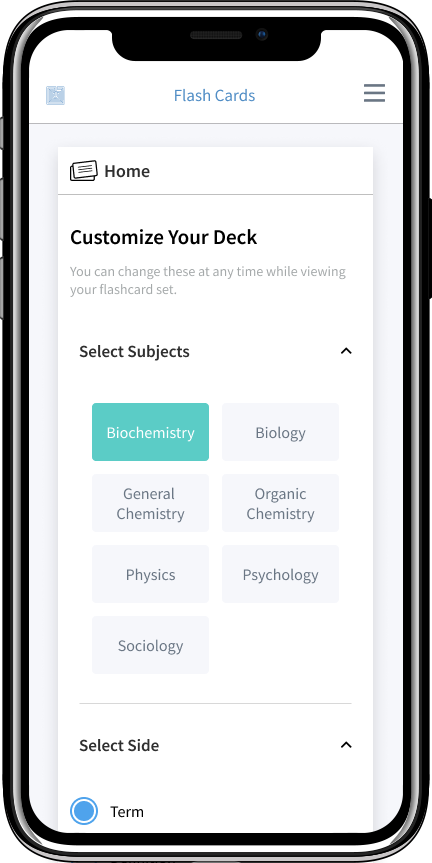 Flash Cards
Home
Customize Your Deck
You can change these at any time while viewing
your flashcard set.
Select Subjects
Biochemistry
Biology
General
Chemistry
Organic
Chemistry
Physics
Psychology
Sociology
Select Side
Term